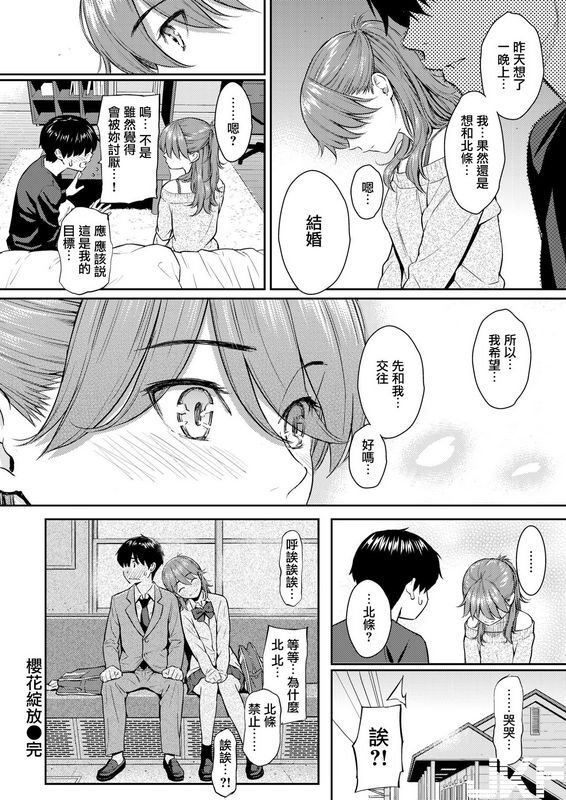 昨天想了
一晚上…
我…果然還是
想和北條…
嗯…
結婚
……嗯?
嗚…不是
雖然覺得
會被妳討厭
……!
應 應該說
這是我的
目標…
所以…
我希望…
先和我…
交往
好嗎…
…北條?
……哭哭…
誒?!
呼誒誒誒…
等等…為什麼
北北…
北條
禁止…
誒…?!
櫻花綻放●完